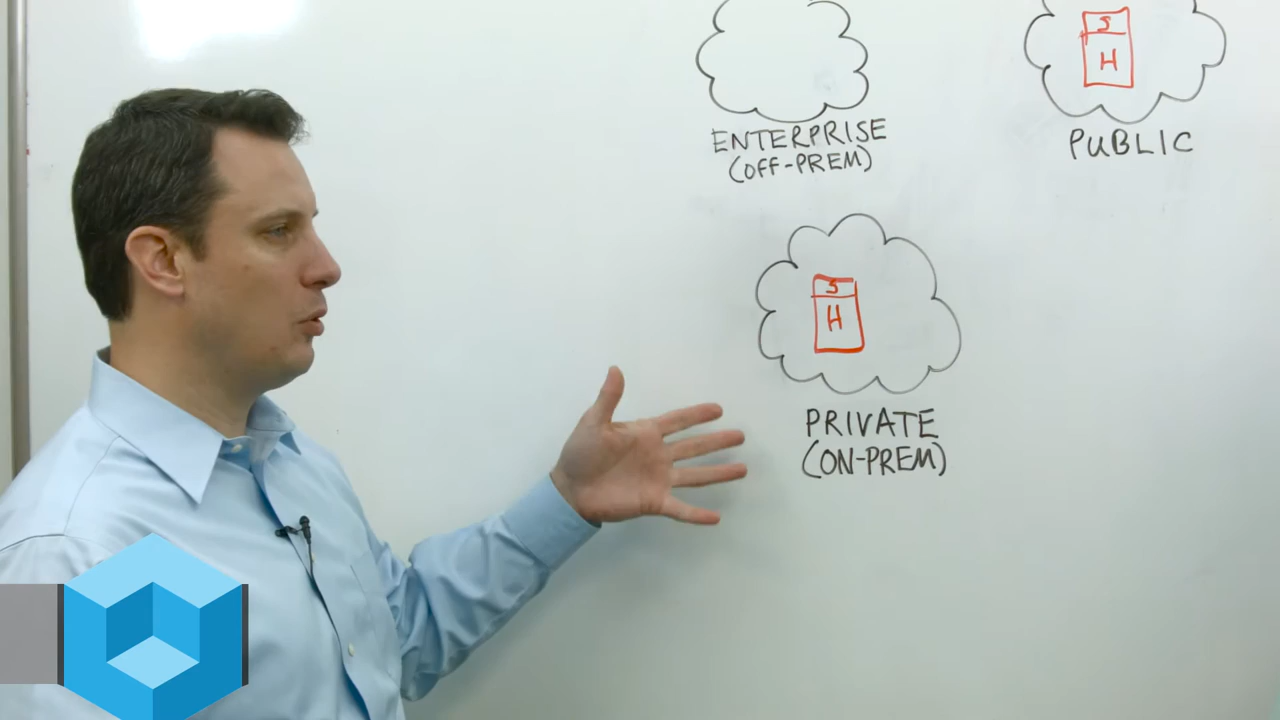 S
H
ENTERPRISE
(OFF-PREM)
PUBLIC
S
H
PRIVATE
(ON-PREM)